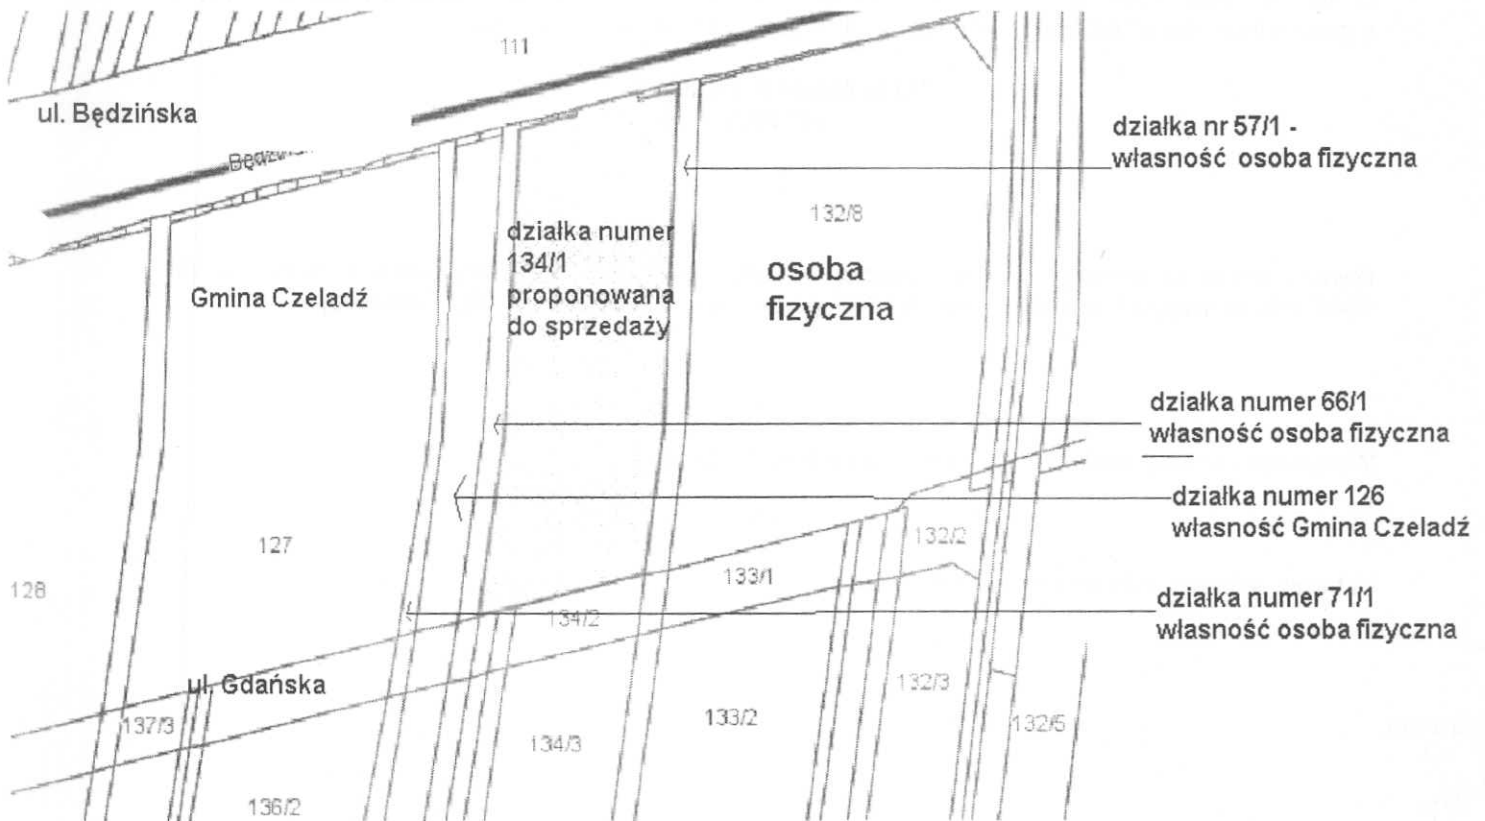 111
ul. Będzińska
działka nr 57/1 -
własność osoba fizyczna
132/8
działka numer
134/1
proponowana
do sprzedaży
osoba
fizyczna
Gmina Czeladź
działka numer 66/1
własność osoba fizyczna
działka numer 126
własność Gmina Czeladź
127
132/2
133/1
128
działka numer 71/1
własność osoba fizyczna
134/2
ul. Gdańska
132/3
137/3
133/2
132/5
134/3
136/2